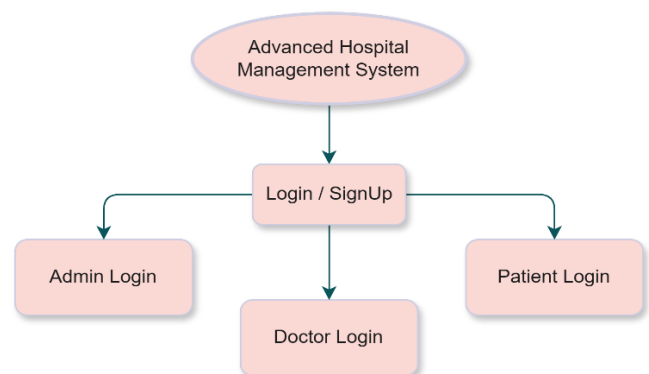 Advanced Hospital
Management System
Login / SignUp
Admin Login
Patient Login
Doctor Login